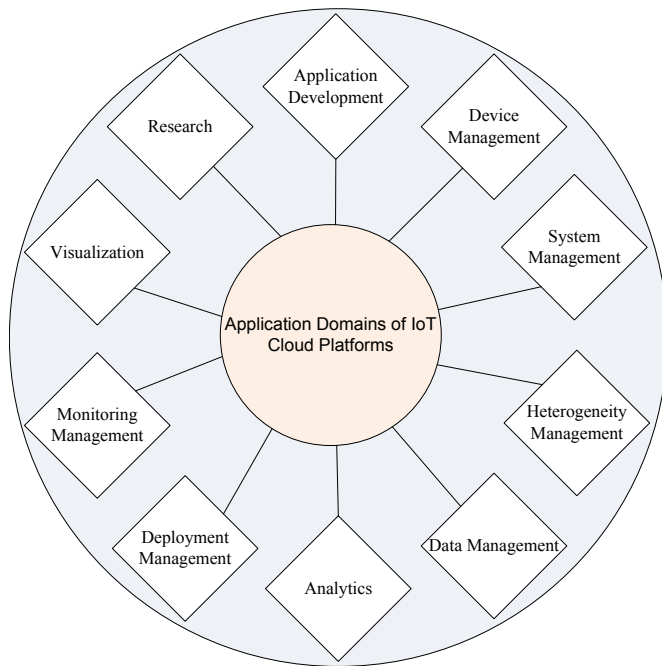 Application
Development
Research
Device
Management
Visualization
System
Management
Application Domains of IoT
Cloud Platforms
Monitoring
Management
Heterogeneity
Management
Deployment
Management
Data Management
Analytics